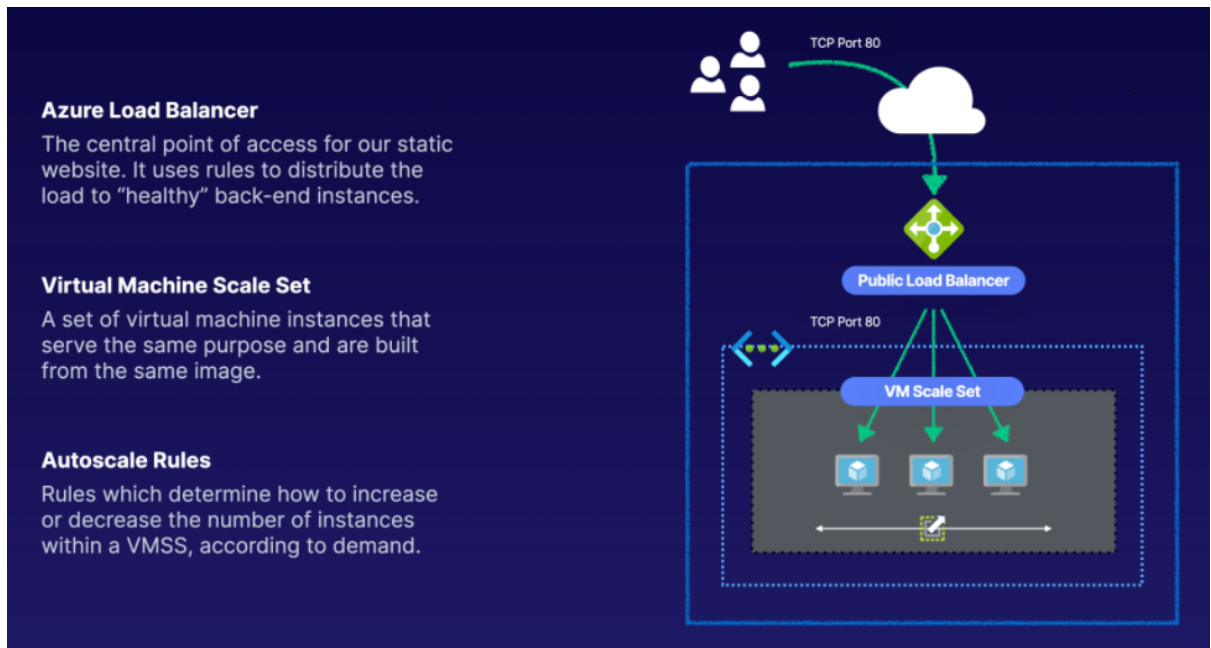 Azure Load Balancer
The central point of access for our static
website. It uses rules to distribute the
load to “healthy” back-end instances.
Virtual Machine Scale Set
A set of virtual machine instances that
serve the same purpose and are built
from the same image.
Autoscale Rules
Rules which determine how to increase
or decrease the number of instances
within a VMSS, according to demand.
TCP Port 80
Public Load Balancer
TCP Port 80
VM Scale Set